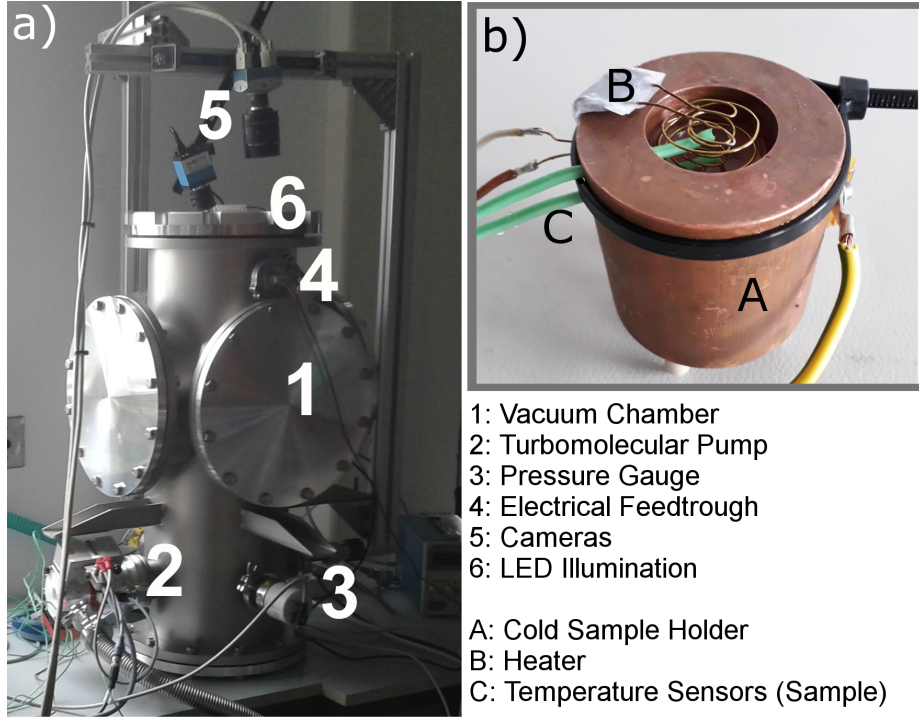 a)
5
6
4
1
2
3
b)
B
C
A
1: Vacuum Chamber
2: Turbomolecular Pump
3: Pressure Gauge
4: Electrical Feedtrough
5: Cameras
6: LED Illumination
A: Cold Sample Holder
B: Heater
C: Temperature Sensors (Sample)